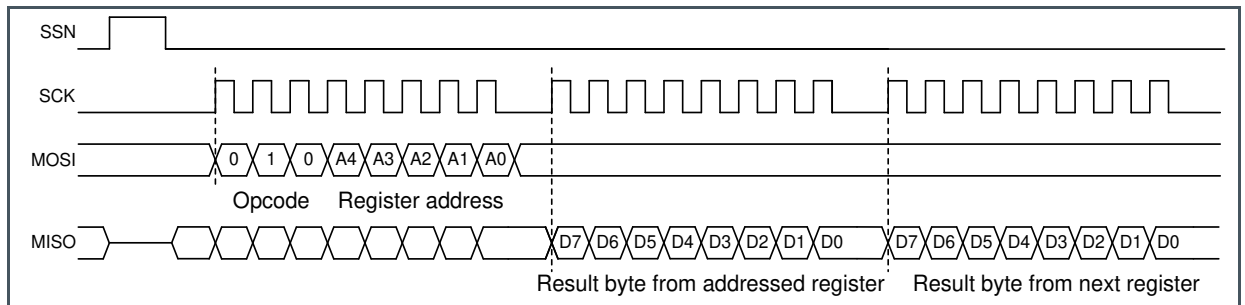 SSN
SCK
MOSI 0 1 0 A4 A3 A2 A1 A0
Opcode Register address
MISO D7 D6 D5 D4 D3 D2 D1 D0 D7 D6 D5 D4 D3 D2 D1 D0
Result byte from addressed register Result byte from next register